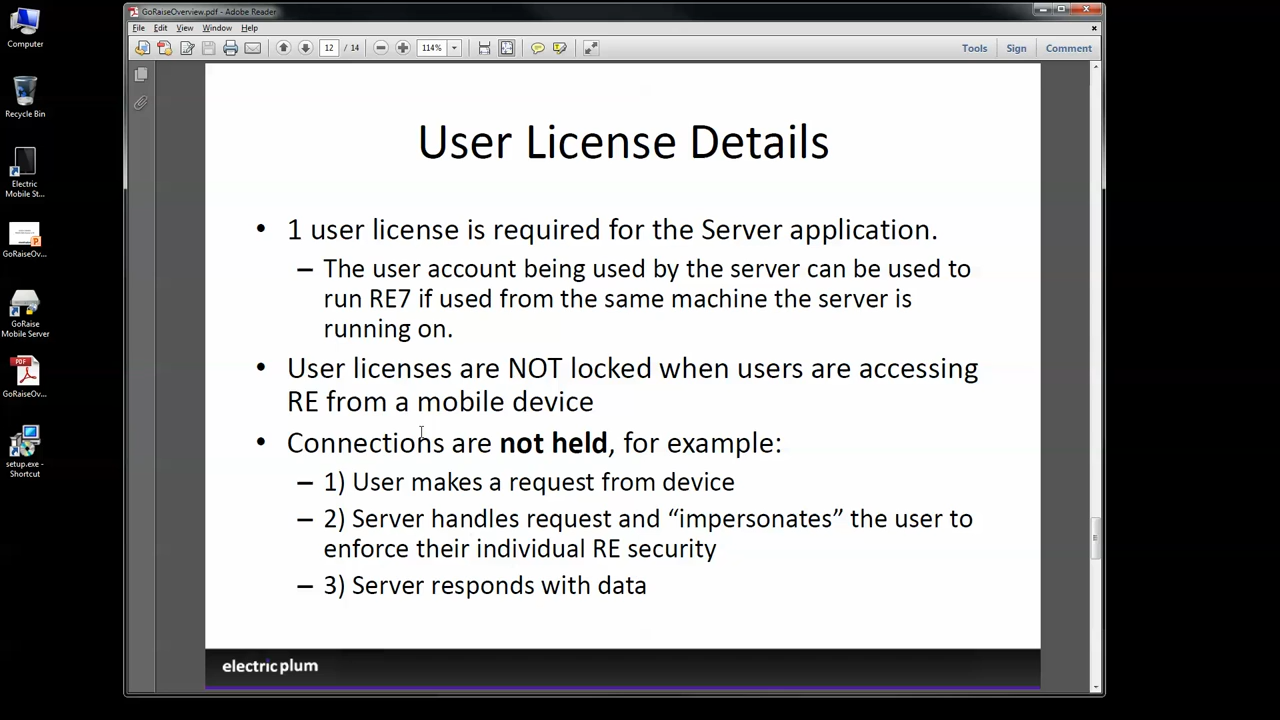 GoRaiseOverview.pdf - Adobe Reader
File Edit View Window Help
12 / 14 114% Tools Sign Comment
Computer
Recycle Bin
Electric
Mobile St...
GoRaiseOv...
GoRaise
Mobile Server
GoRaiseOv...
setup.exe -
Shortcut
User License Details
• 1 user license is required for the Server application.
– The user account being used by the server can be used to
run RE7 if used from the same machine the server is
running on.
• User licenses are NOT locked when users are accessing
RE from a mobile device
• Connections are not held, for example:
– 1) User makes a request from device
– 2) Server handles request and “impersonates” the user to
enforce their individual RE security
– 3) Server responds with data
electric plum